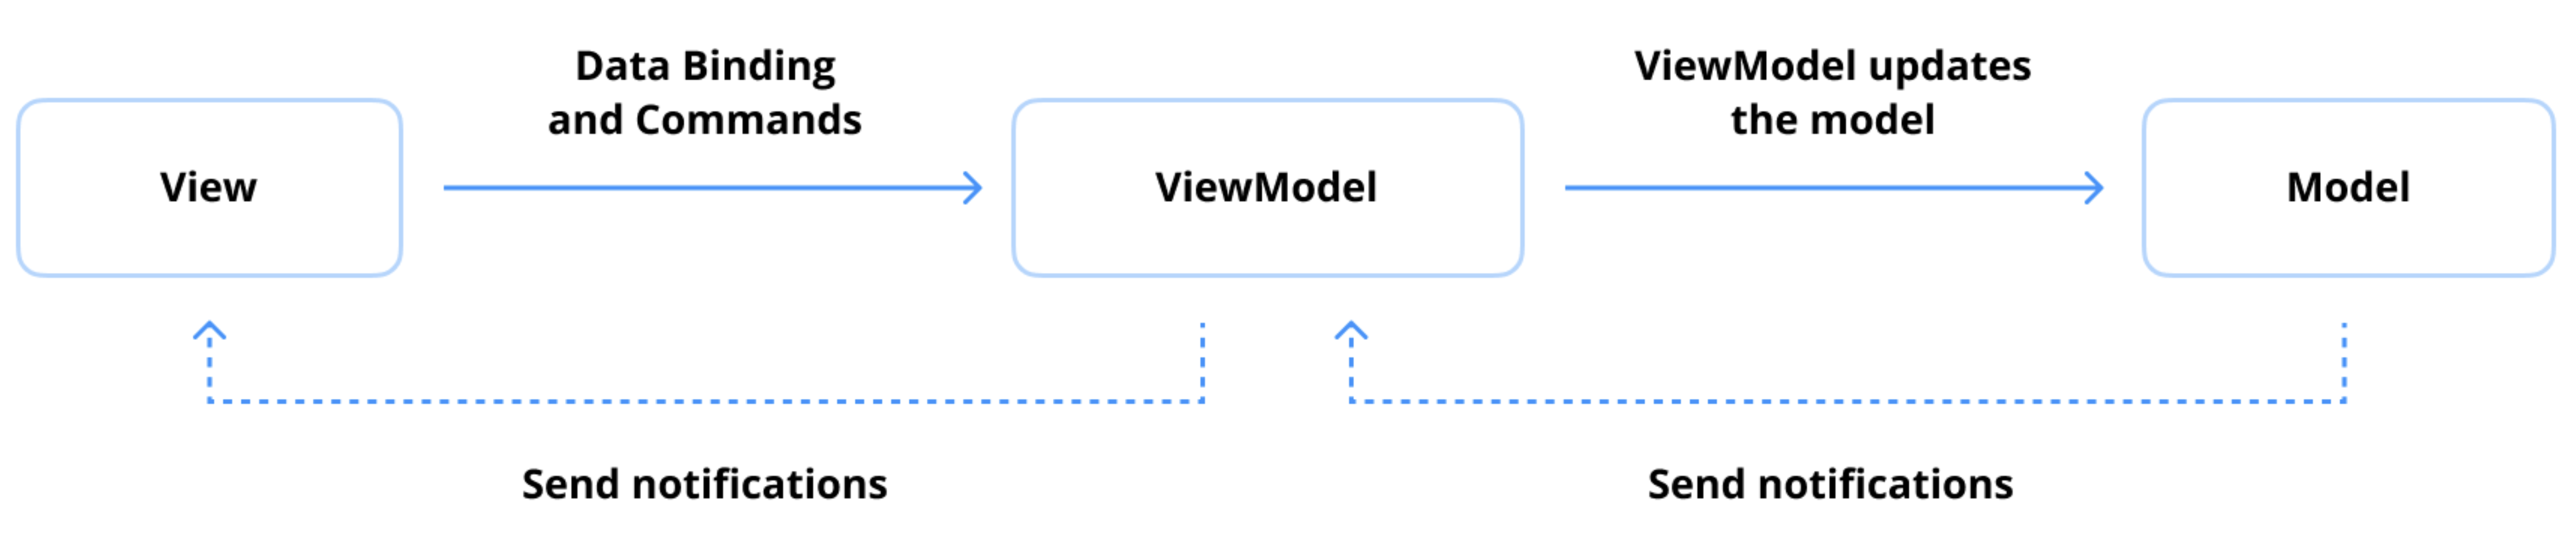 Data Binding
and Commands
ViewModel updates
the model
View
ViewModel
Model
Send notifications
Send notifications